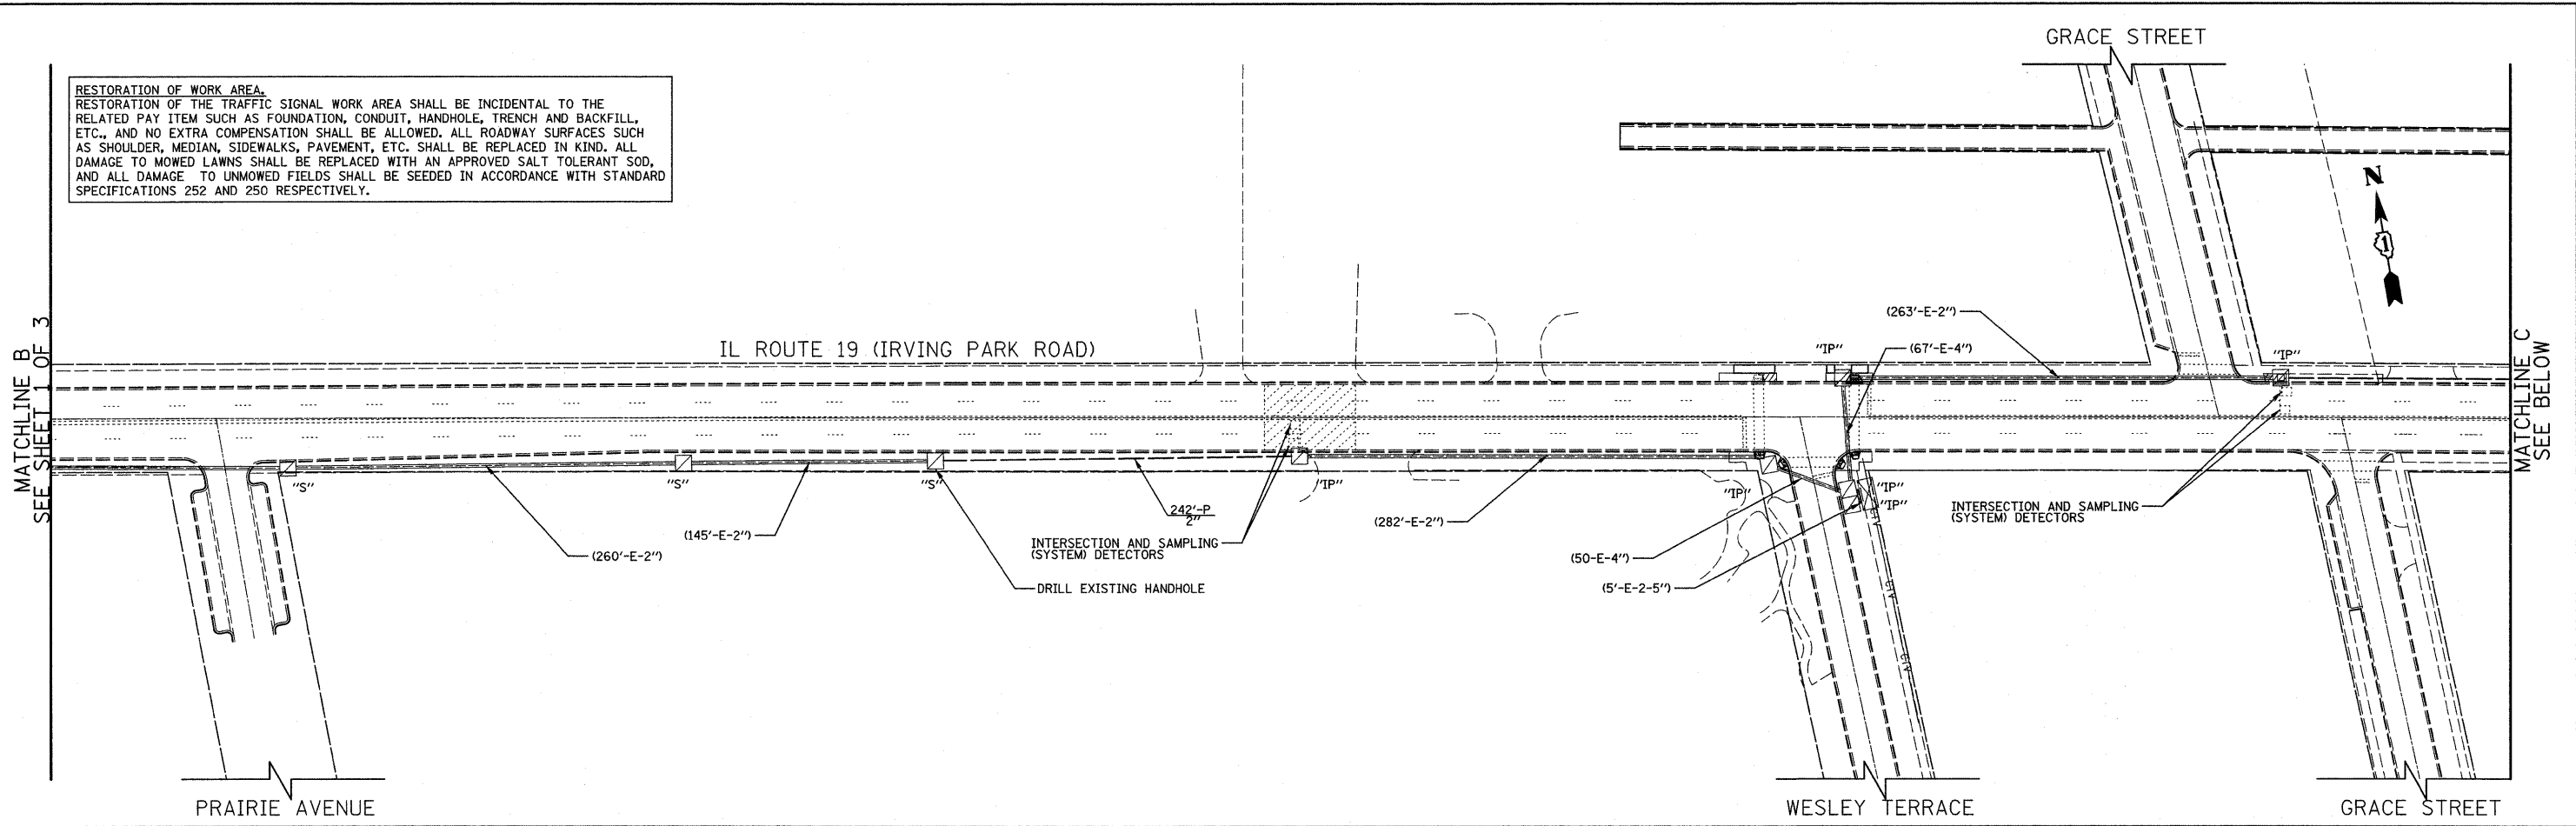 GRACE STREET
RESTORATION OF WORK AREA.
RESTORATION OF THE TRAFFIC SIGNAL WORK AREA SHALL BE INCIDENTAL TO THE
RELATED PAY ITEM SUCH AS FOUNDATION, CONDUIT, HANDHOLE, TRENCH AND BACKFILL,
ETC., AND NO EXTRA COMPENSATION SHALL BE ALLOWED. ALL ROADWAY SURFACES SUCH
AS SHOULDER, MEDIAN, SIDEWALKS, PAVEMENT, ETC. SHALL BE REPLACED IN KIND. ALL
DAMAGE TO MOWED LAWNS SHALL BE REPLACED WITH AN APPROVED SALT TOLERANT SOD,
AND ALL DAMAGE TO UNMOWED FIELDS SHALL BE SEEDED IN ACCORDANCE WITH STANDARD
SPECIFICATIONS 252 AND 250 RESPECTIVELY.
N
1
MATCHLINE B
SEE SHEET 1 OF 3
IL ROUTE 19 (IRVING PARK ROAD)
(263'-E-2")
"IP"
(67'-E-4")
"IP"
MATCHLINE C
SEE BELOW
"S"
"S"
"S"
"IP"
"IP"
"IP"
"IP"
242'-P
2"
(282'-E-2")
INTERSECTION AND SAMPLING
(SYSTEM) DETECTORS
(145'-E-2")
INTERSECTION AND SAMPLING
(SYSTEM) DETECTORS
(260'-E-2")
(50-E-4")
DRILL EXISTING HANDHOLE
(5'-E-2-5")
PRAIRIE AVENUE
WESLEY TERRACE
GRACE STREET